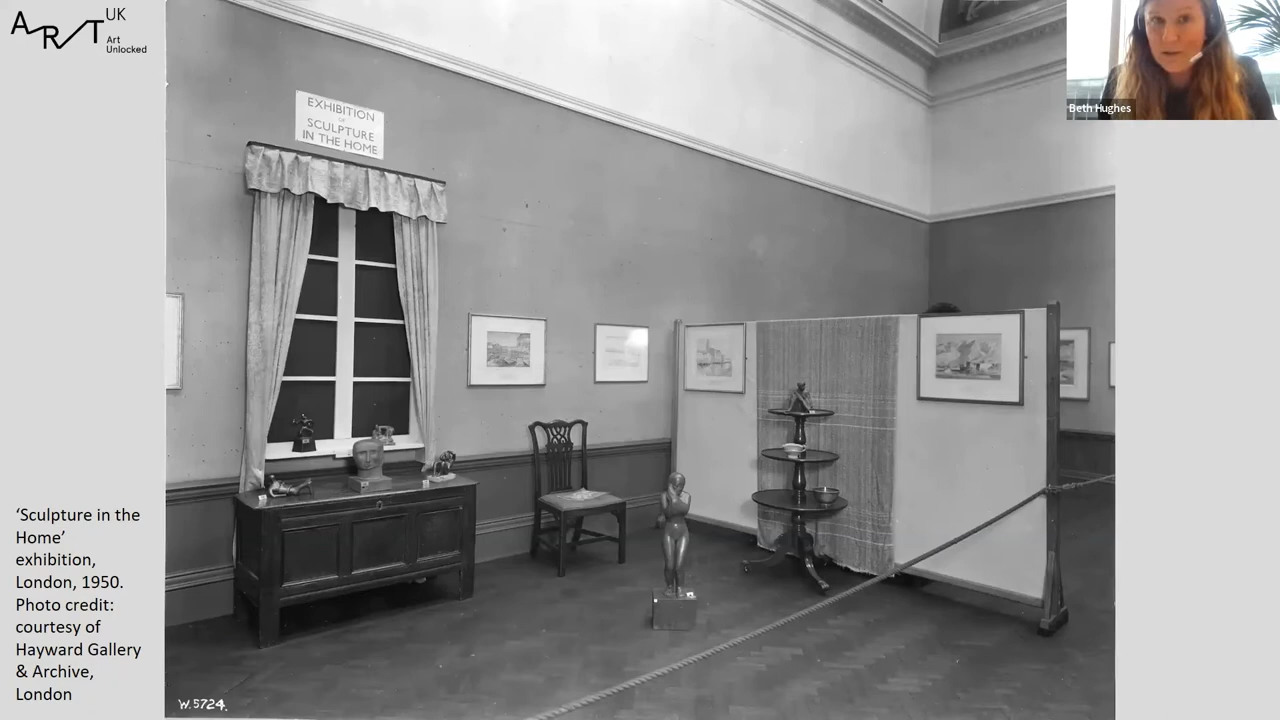 ART UK
Art
Unlocked
EXHIBITION
OF
SCULPTURE
IN THE HOME
Beth Hughes
‘Sculpture in the
Home’
exhibition,
London, 1950.
Photo credit:
courtesy of
Hayward Gallery
& Archive,
London
W.5724.